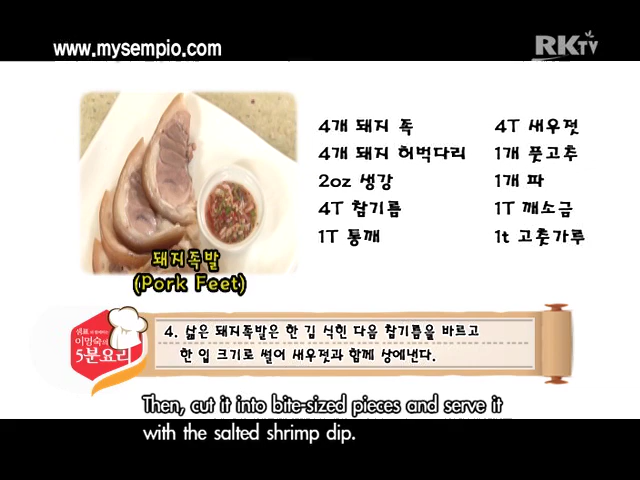 www.mysempio.com
RKTV
4개 돼지 족
4T 새우젓
4개 돼지 허벅다리
1개 풋고추
2oz 생강
1개 파
4T 참기름
1T 깨소금
1T 통깨
1t 고춧가루
돼지족발
(Pork Feet)
샘표
이영숙의
5분요리
4. 삶은 돼지족발은 한 김 식힌 다음 참기름을 바르고
한 입 크기로 썰어 새우젓과 함께 상에낸다.
Then, cut it into bite-sized pieces and serve it
with the salted shrimp dip.